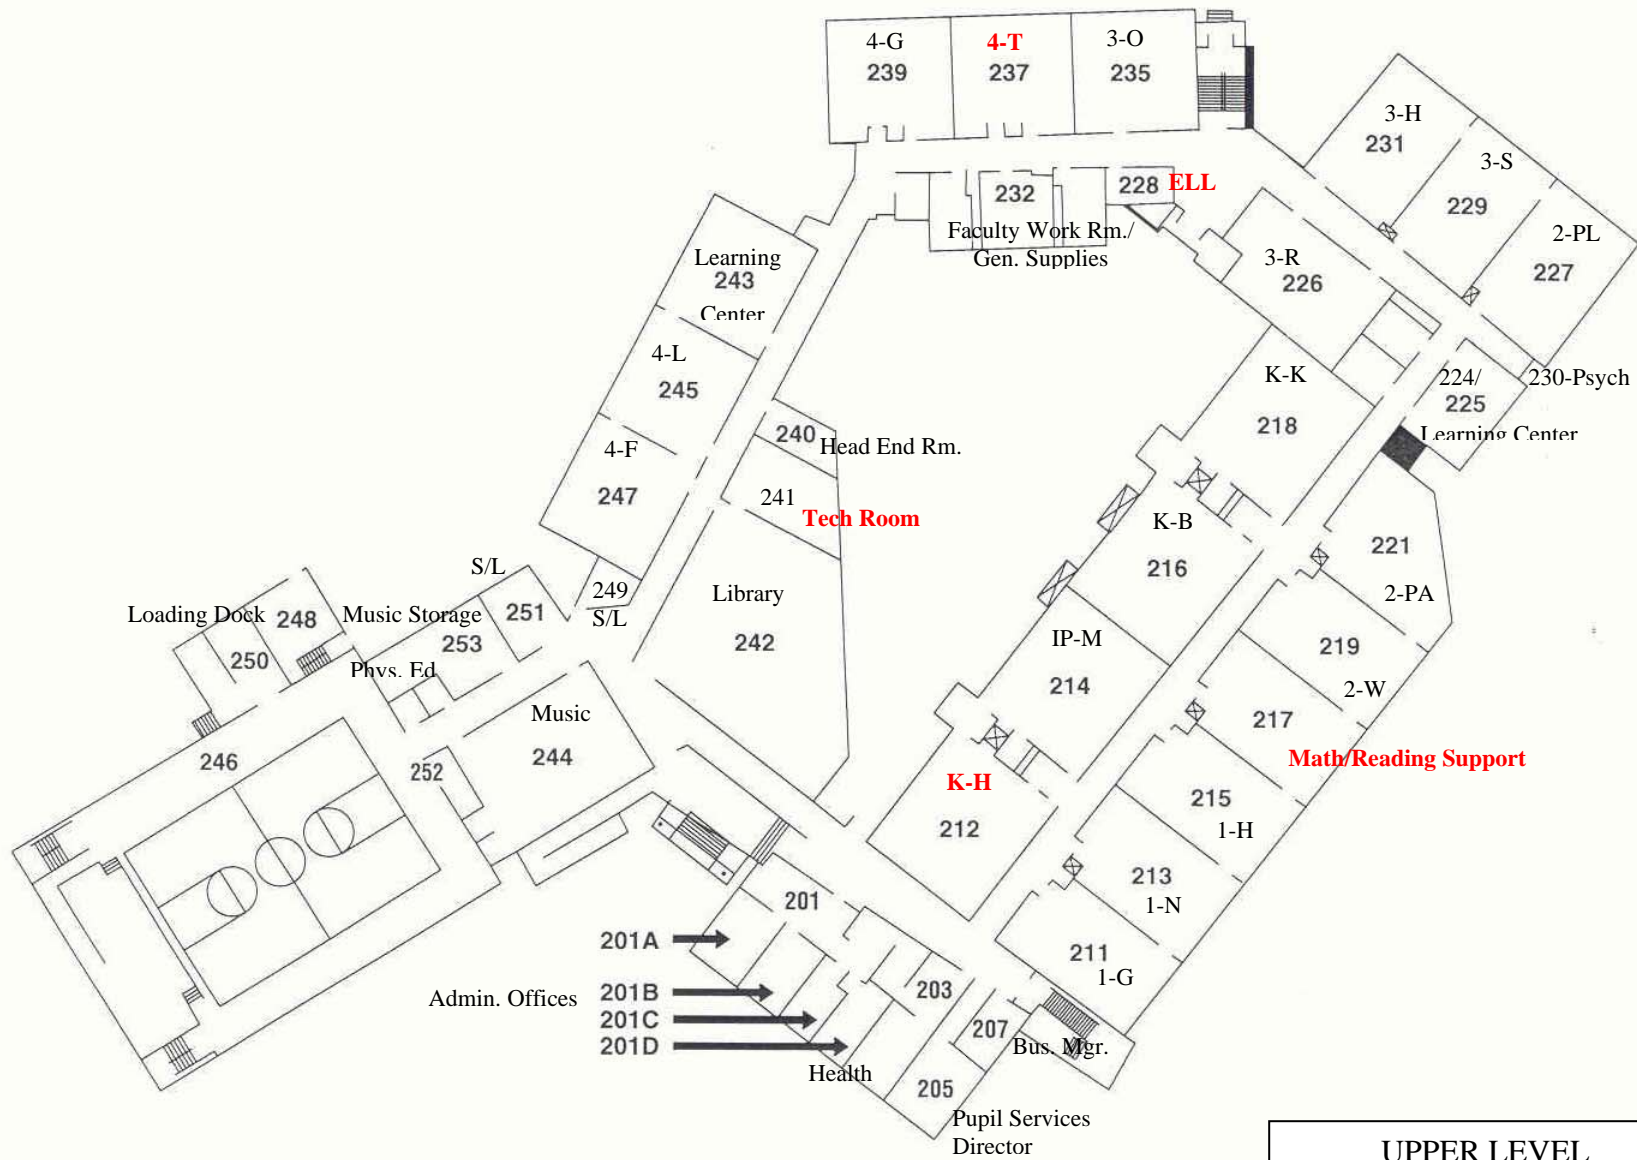 4-G
239
4-T
237
3-O
235
3-H
231
3-S
229
2-PL
227
232
Faculty Work Rm./
Gen. Supplies
228
ELL
3-R
226
Learning
243
Center
4-L
245
4-F
247
240
Head End Rm.
241
Tech Room
K-K
218
224/
225
230-Psych
Learning Center
K-B
216
221
2-PA
219
2-W
IP-M
214
217
Math/Reading Support
215
1-H
K-H
212
213
1-N
211
1-G
249
S/L
S/L
251
Library
242
Loading Dock
248
250
Music Storage
253
Phys. Ed
Music
244
246
252
201
201A
Admin. Offices
201B
201C
201D
Health
203
207
Bus. Mgr.
205
Pupil Services
Director
UPPER LEVEL